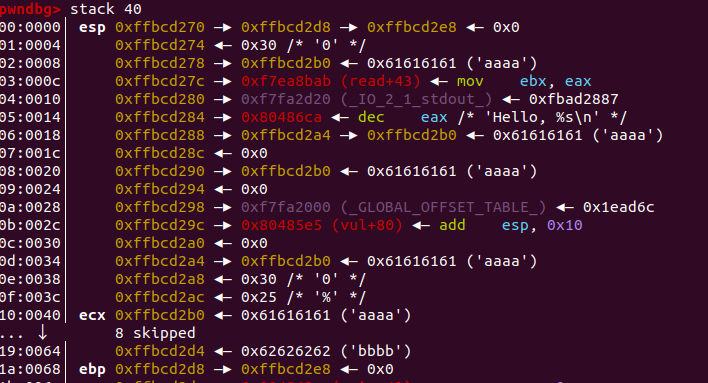 pwndbg> stack 40
00:0000│ esp 0xffbcd270 —▸ 0xffbcd2d8 —▸ 0xffbcd2e8 ◂— 0x0
01:0004│     0xffbcd274 ◂— 0x30 /* '0' */
02:0008│     0xffbcd278 —▸ 0xffbcd2b0 ◂— 0x61616161 ('aaaa')
03:000c│     0xffbcd27c —▸ 0xf7ea8bab (read+43) ◂— mov    ebx, eax
04:0010│     0xffbcd280 —▸ 0xf7fa2d20 (_IO_2_1_stdout_) ◂— 0xfbad2887
05:0014│     0xffbcd284 —▸ 0x80486ca ◂— dec    eax /* 'Hello, %s\n' */
06:0018│     0xffbcd288 —▸ 0xffbcd2a4 —▸ 0xffbcd2b0 ◂— 0x61616161 ('aaaa')
07:001c│     0xffbcd28c ◂— 0x0
08:0020│     0xffbcd290 —▸ 0xffbcd2b0 ◂— 0x61616161 ('aaaa')
09:0024│     0xffbcd294 ◂— 0x0
0a:0028│     0xffbcd298 —▸ 0xf7fa2000 (_GLOBAL_OFFSET_TABLE_) ◂— 0x1ead6c
0b:002c│     0xffbcd29c —▸ 0x80485e5 (vul+80) ◂— add    esp, 0x10
0c:0030│     0xffbcd2a0 ◂— 0x0
0d:0034│     0xffbcd2a4 —▸ 0xffbcd2b0 ◂— 0x61616161 ('aaaa')
0e:0038│     0xffbcd2a8 ◂— 0x30 /* '0' */
0f:003c│     0xffbcd2ac ◂— 0x25 /* '%' */
10:0040│ ecx 0xffbcd2b0 ◂— 0x61616161 ('aaaa')
... ↓        8 skipped
19:0064│     0xffbcd2d4 ◂— 0x62626262 ('bbbb')
1a:0068│ ebp 0xffbcd2d8 —▸ 0xffbcd2e8 ◂— 0x0